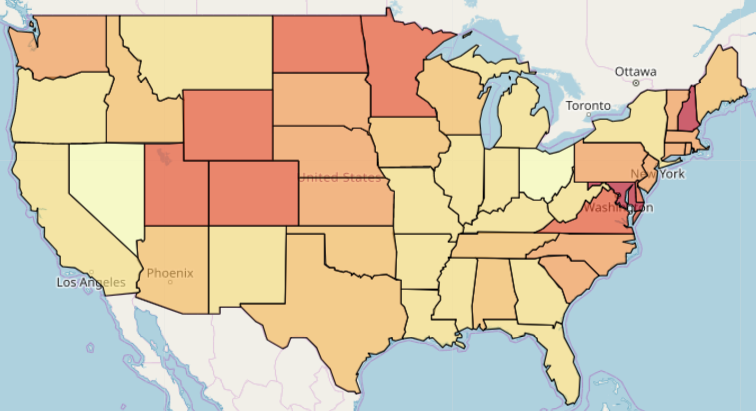 Ottawa
Toronto
United States
New York
Washington
Los Angeles
Phoenix